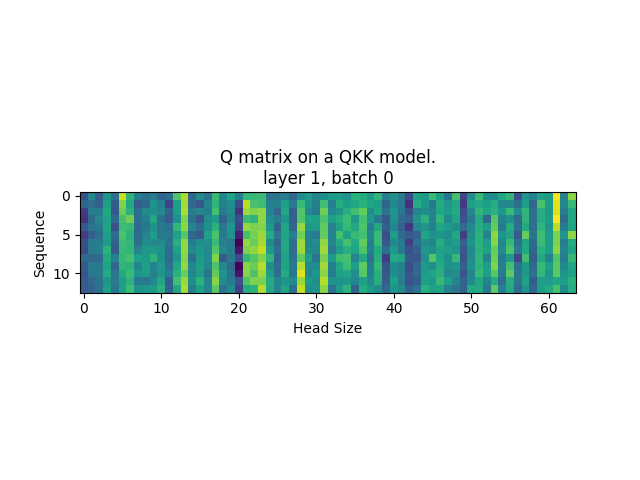 Q matrix on a QKK model.
layer 1, batch 0
0
5
10
Sequence
0 10 20 30 40 50 60
Head Size